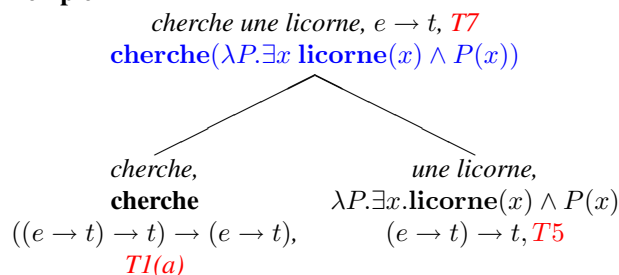 cherche une licorne, e → t, T7
cherche(λP.∃x licorne(x) ∧ P(x))
cherche, une licorne,
cherche λP.∃x.licorne(x) ∧ P(x)
((e → t) → t) → (e → t), (e → t) → t, T5
T1(a)